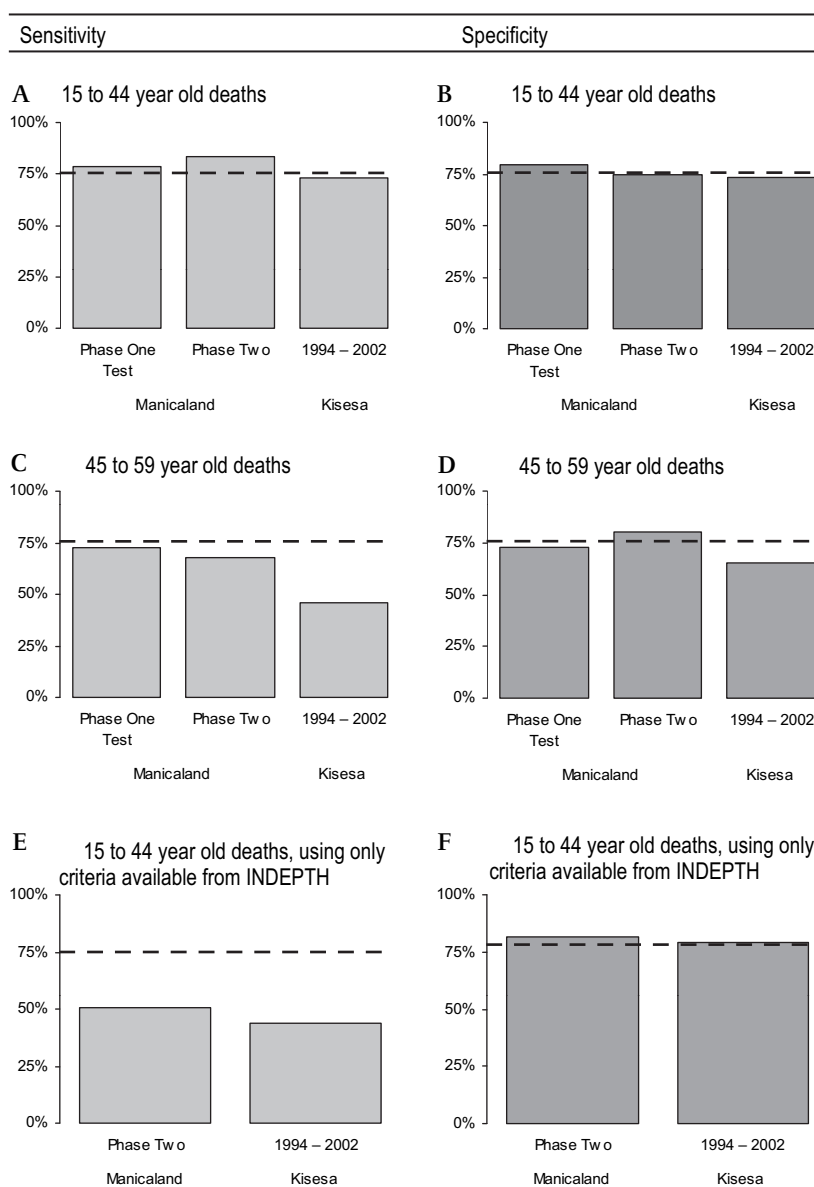 Sensitivity
Specificity
A 15 to 44 year old deaths
100%
75%
50%
25%
0%
Phase One Test
Phase Two
1994 – 2002
Manicaland
Kisesa
B 15 to 44 year old deaths
100%
75%
50%
25%
0%
Phase One Test
Phase Two
1994 – 2002
Manicaland
Kisesa
C 45 to 59 year old deaths
100%
75%
50%
25%
0%
Phase One Test
Phase Two
1994 – 2002
Manicaland
Kisesa
D 45 to 59 year old deaths
100%
75%
50%
25%
0%
Phase One Test
Phase Two
1994 – 2002
Manicaland
Kisesa
E 15 to 44 year old deaths, using only
criteria available from INDEPTH
100%
75%
50%
25%
0%
Phase Two
1994 – 2002
Manicaland
Kisesa
F 15 to 44 year old deaths, using only
criteria available from INDEPTH
100%
75%
50%
25%
0%
Phase Two
1994 – 2002
Manicaland
Kisesa